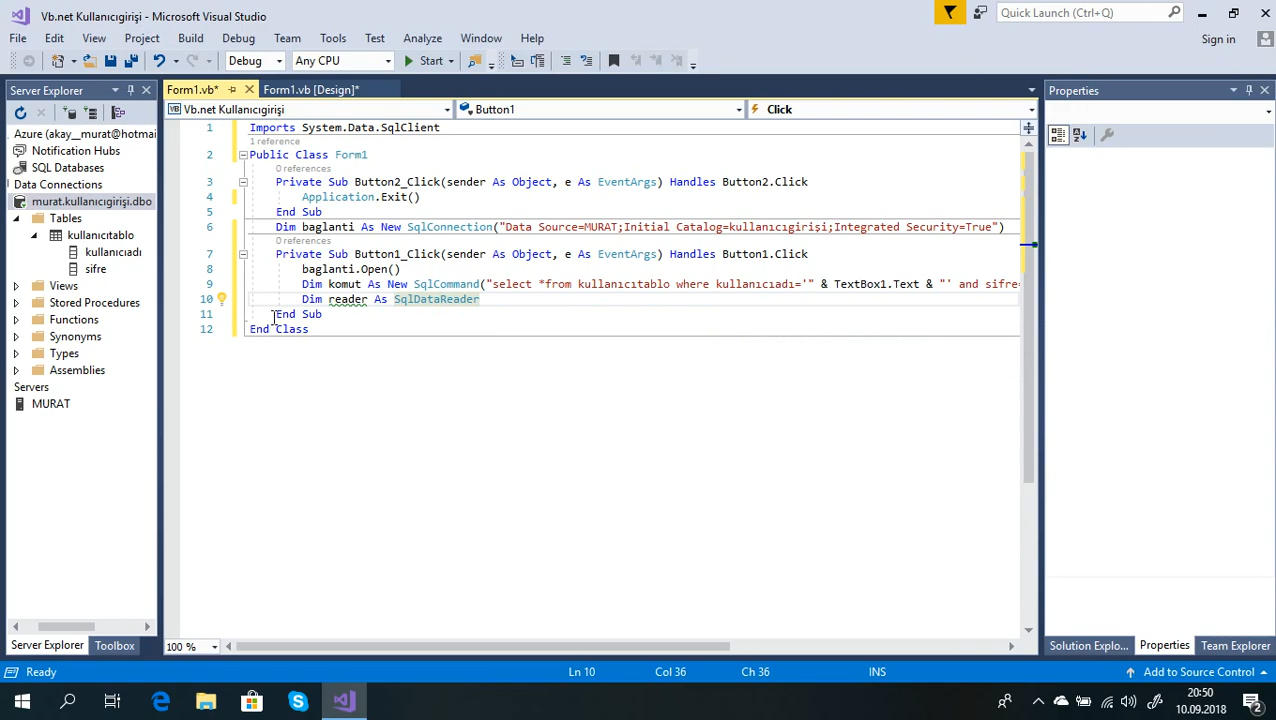 Vb.net Kullanıcıgirişi - Microsoft Visual Studio
Quick Launch (Ctrl+Q)
File Edit View Project Build Debug Team Tools Test Analyze Window Help
Sign in
Debug Any CPU Start
Server Explorer
Form1.vb* Form1.vb [Design]*
Properties
Vb.net Kullanıcıgirişi Button1 Click
Azure (akay__murat@hotmai
Notification Hubs
SQL Databases
Data Connections
murat.kullanıcıgirişi.dbo
Tables
kullanıcıtablo
kullanıcıadı
sifre
Views
Stored Procedures
Functions
Synonyms
Types
Assemblies
Servers
MURAT
1 Imports System.Data.SqlClient
1 reference
2 Public Class Form1
0 references
3 Private Sub Button2_Click(sender As Object, e As EventArgs) Handles Button2.Click
4 Application.Exit()
5 End Sub
6 Dim baglanti As New SqlConnection("Data Source=MURAT;Initial Catalog=kullanıcıgirişi;Integrated Security=True")
0 references
7 Private Sub Button1_Click(sender As Object, e As EventArgs) Handles Button1.Click
8 baglanti.Open()
9 Dim komut As New SqlCommand("select *from kullanıcıtablo where kullanıcıadı='" & TextBox1.Text & "' and sifre=
10 Dim reader As SqlDataReader
11 End Sub
12 End Class
100 %
Server Explorer Toolbox
Solution Explo... Properties Team Explorer
Ready Ln 10 Col 36 Ch 36 INS Add to Source Control
20:50
10.09.2018
2